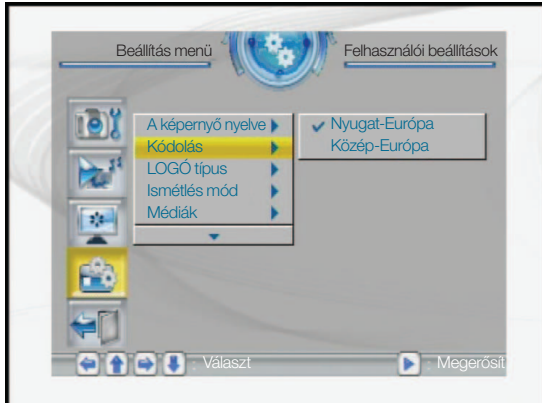 Beállítás menü
Felhasználói beállítások
A képernyő nyelve
Kódolás
LOGÓ típus
Ismétlés mód
Médiák
Nyugat-Európa
Közép-Európa
: Választ
: Megerősít